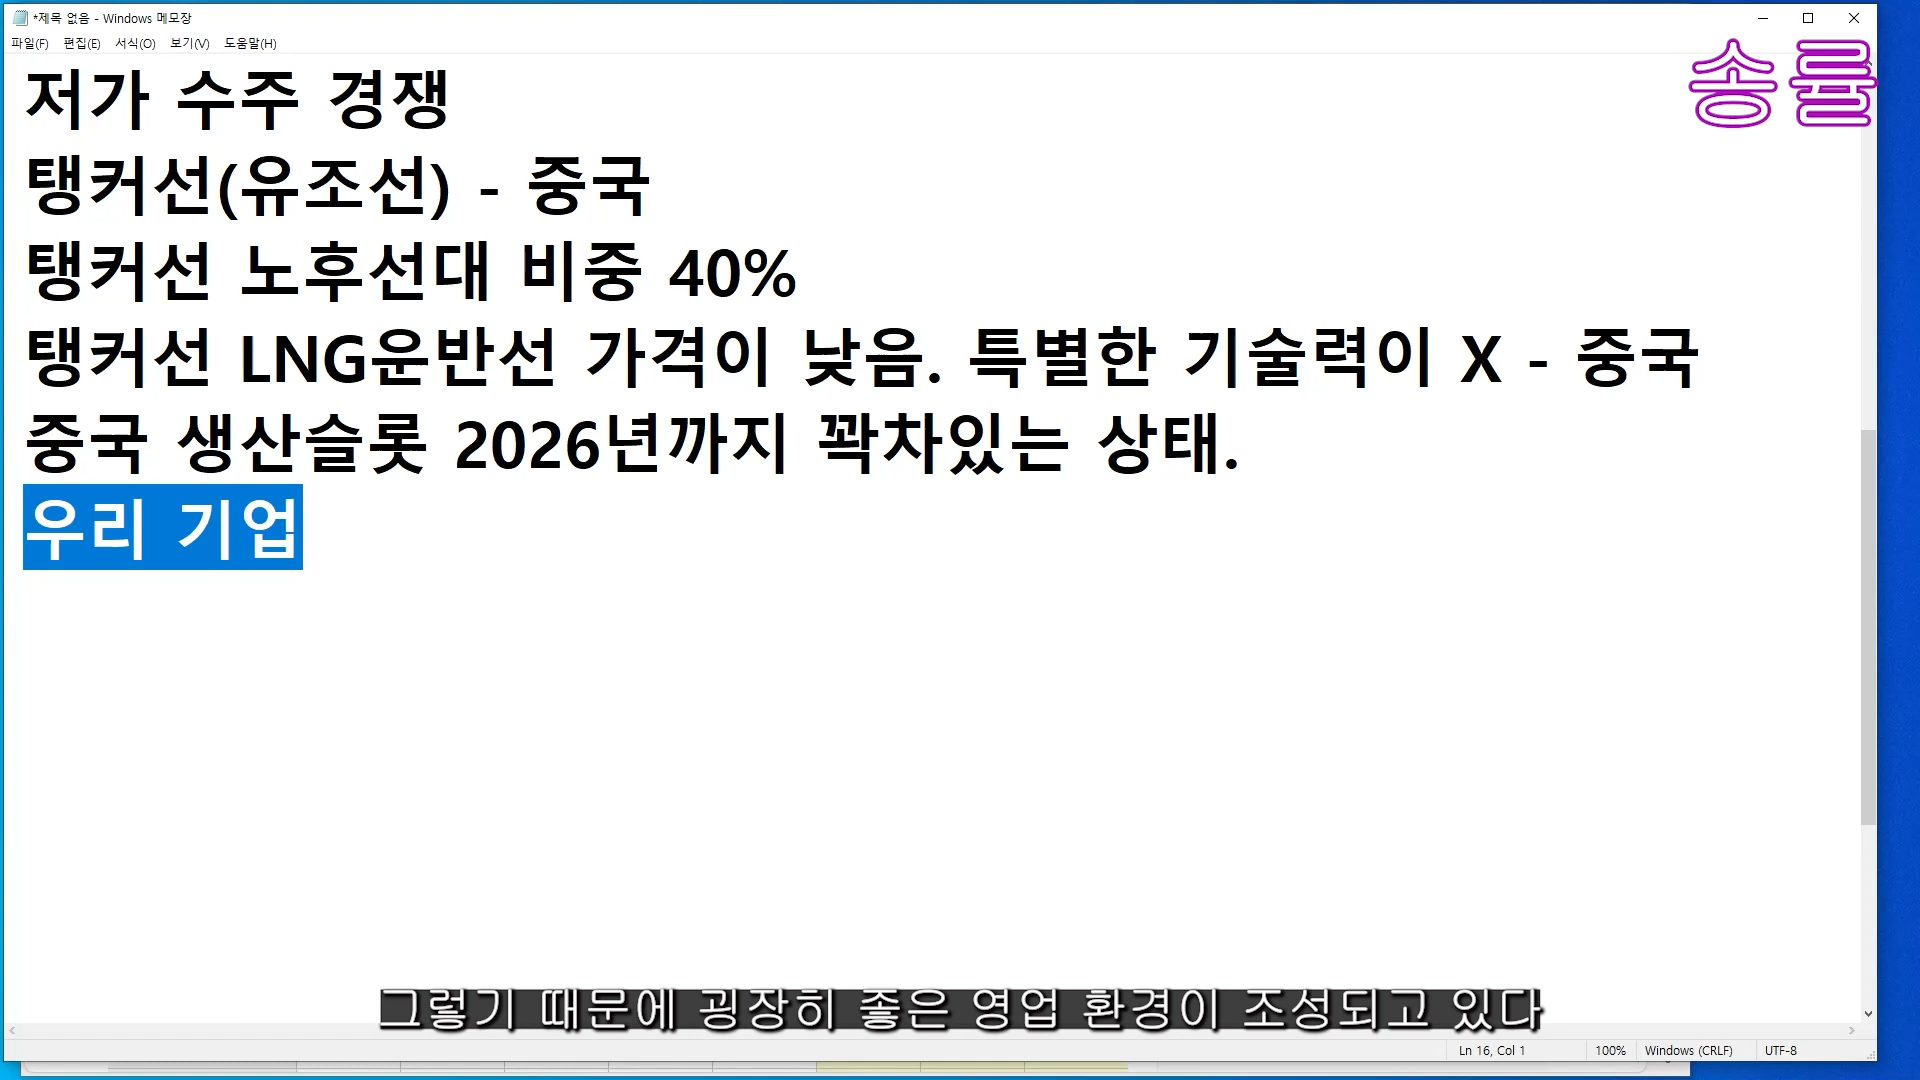 *제목 없음 - Windows 메모장
파일(F) 편집(E) 서식(O) 보기(V) 도움말(H)
송률
저가 수주 경쟁
탱커선(유조선) - 중국
탱커선 노후선대 비중 40%
탱커선 LNG운반선 가격이 낮음. 특별한 기술력이 X - 중국
중국 생산슬롯 2026년까지 꽉차있는 상태.
우리 기업
그렇기 때문에 굉장히 좋은 영업 환경이 조성되고 있다
Ln 16, Col 1 100% Windows (CRLF) UTF-8